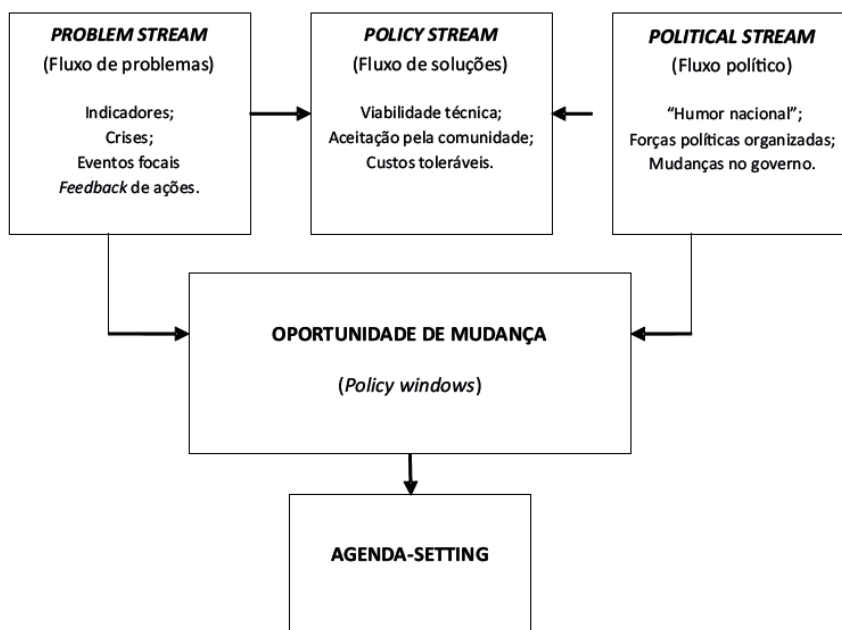 PROBLEM STREAM
(Fluxo de problemas)
Indicadores;
Crises;
Eventos focais
Feedback de ações.
POLICY STREAM
(Fluxo de soluções)
Viabilidade técnica;
Aceitação pela comunidade;
Custos toleráveis.
POLITICAL STREAM
(Fluxo político)
“Humor nacional”;
Forças políticas organizadas;
Mudanças no governo.
OPORTUNIDADE DE MUDANÇA
(Policy windows)
AGENDA-SETTING